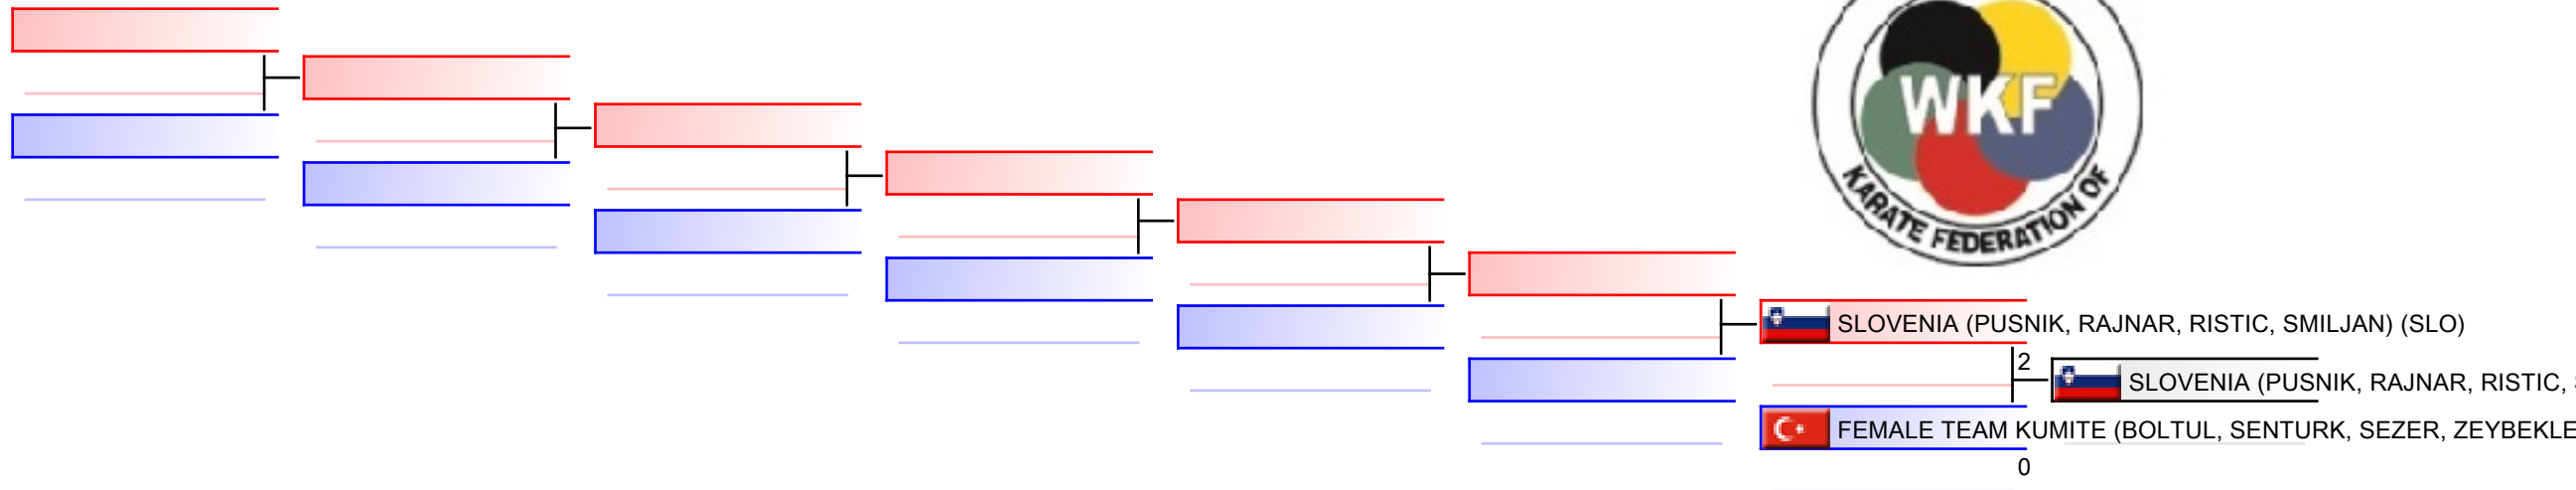 WKF
KARATE FEDERATION OF
SLOVENIA (PUSNIK, RAJNAR, RISTIC, SMILJAN) (SLO)
2
SLOVENIA (PUSNIK, RAJNAR, RISTIC,
FEMALE TEAM KUMITE (BOLTUL, SENTURK, SEZER, ZEYBEKLE
0